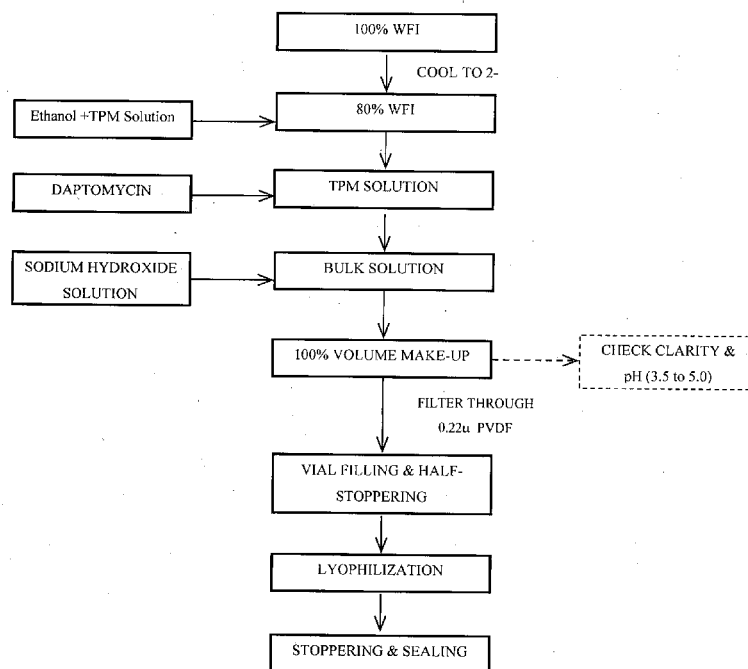 100% WFI
COOL TO 2-
Ethanol +TPM Solution
80% WFI
DAPTOMYCIN
TPM SOLUTION
SODIUM HYDROXIDE
SOLUTION
BULK SOLUTION
100% VOLUME MAKE-UP
CHECK CLARITY &
pH (3.5 to 5.0)
FILTER THROUGH
0.22u PVDF
VIAL FILLING & HALF-
STOPPERING
LYOPHILIZATION
STOPPERING & SEALING